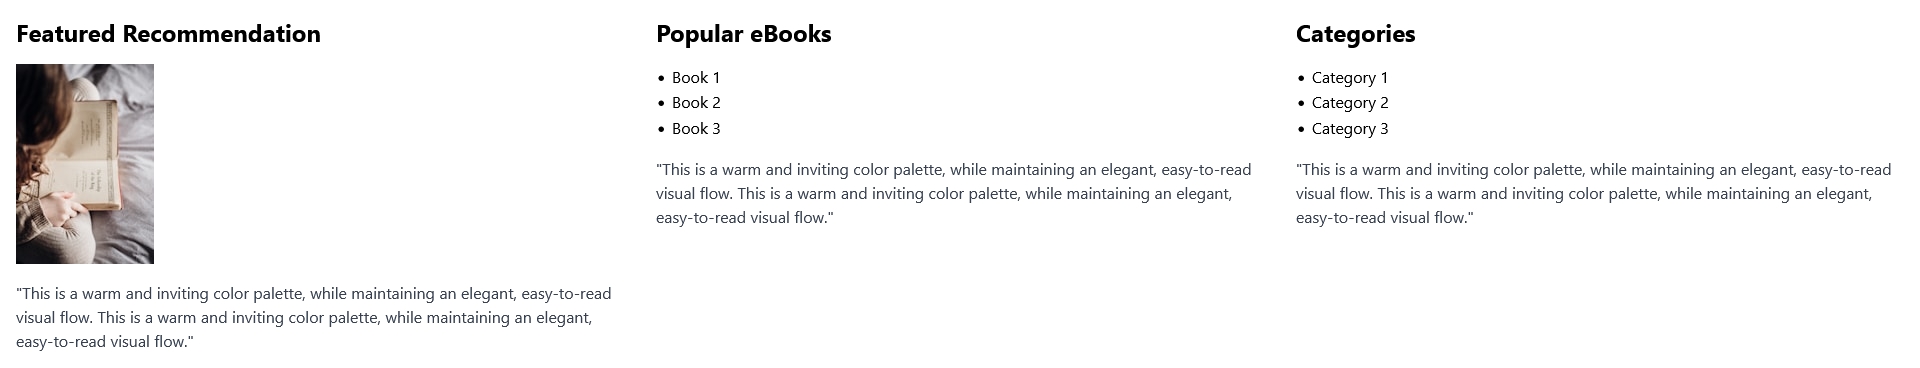 Featured Recommendation
"This is a warm and inviting color palette, while maintaining an elegant, easy-to-read
visual flow. This is a warm and inviting color palette, while maintaining an elegant,
easy-to-read visual flow."
Popular eBooks
• Book 1
• Book 2
• Book 3
"This is a warm and inviting color palette, while maintaining an elegant, easy-to-read
visual flow. This is a warm and inviting color palette, while maintaining an elegant,
easy-to-read visual flow."
Categories
• Category 1
• Category 2
• Category 3
"This is a warm and inviting color palette, while maintaining an elegant, easy-to-read
visual flow. This is a warm and inviting color palette, while maintaining an elegant,
easy-to-read visual flow."